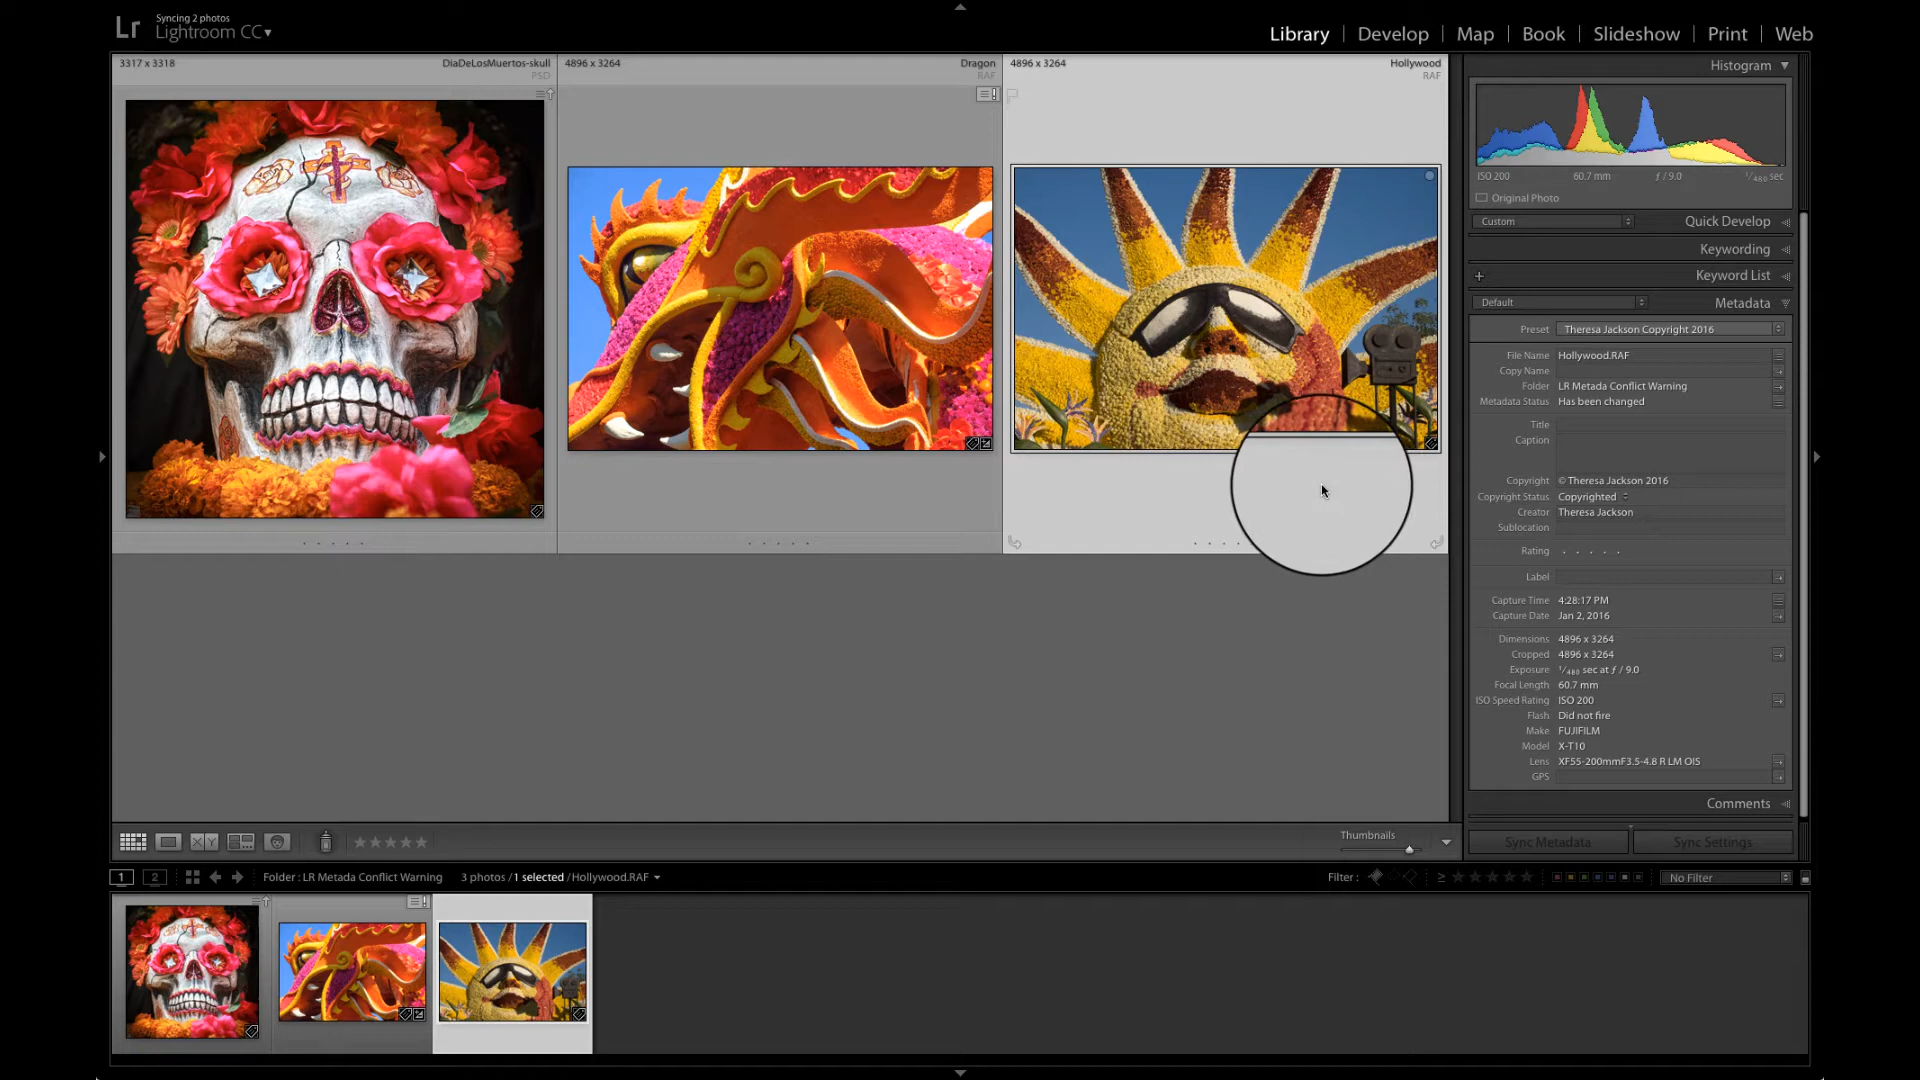 Lr
Syncing 2 photos
Lightroom CC
Library | Develop | Map | Book | Slideshow | Print | Web
3317 x 3318
DiaDeLosMuertos-skull
PSD
4896 x 3264
Dragon
RAF
4896 x 3264
Hollywood
RAF
Histogram
ISO 200 60.7 mm ƒ / 9.0 1/480 sec
Original Photo
Custom
Quick Develop
Keywording
+ Keyword List
Default
Metadata
Preset Theresa Jackson Copyright 2016
File Name Hollywood.RAF
Copy Name
Folder LR Metada Conflict Warning
Metadata Status Has been changed
Title
Caption
Copyright © Theresa Jackson 2016
Copyright Status Copyrighted
Creator Theresa Jackson
Sublocation
Rating
Label
Capture Time 4:28:17 PM
Capture Date Jan 2, 2016
Dimensions 4896 x 3264
Cropped 4896 x 3264
Exposure 1/480 sec at ƒ / 9.0
Focal Length 60.7 mm
ISO Speed Rating ISO 200
Flash Did not fire
Make FUJIFILM
Model X-T10
Lens XF55-200mmF3.5-4.8 R LM OIS
GPS
Comments
Sync Metadata
Sync Settings
X Y
Thumbnails
1 2
Folder : LR Metada Conflict Warning
3 photos / 1 selected / Hollywood.RAF
Filter :
≥
No Filter